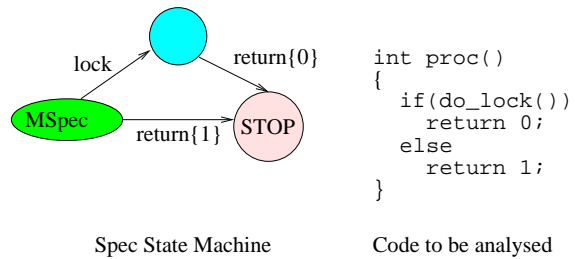 lock
return{0}
MSpec
return{1}
STOP
int proc()
{
if(do_lock())
return 0;
else
return 1;
}
Spec State Machine
Code to be analysed